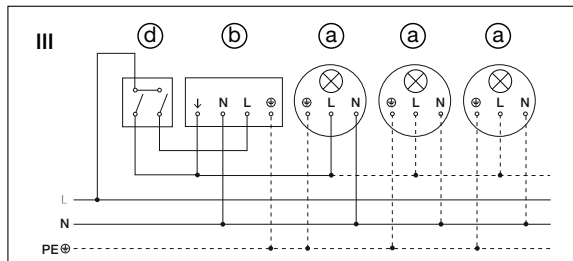 III
d b a a a
↓ N L ⏚ ⏚ L N ⏚ L N ⏚ L N
L
N
PE ⏚